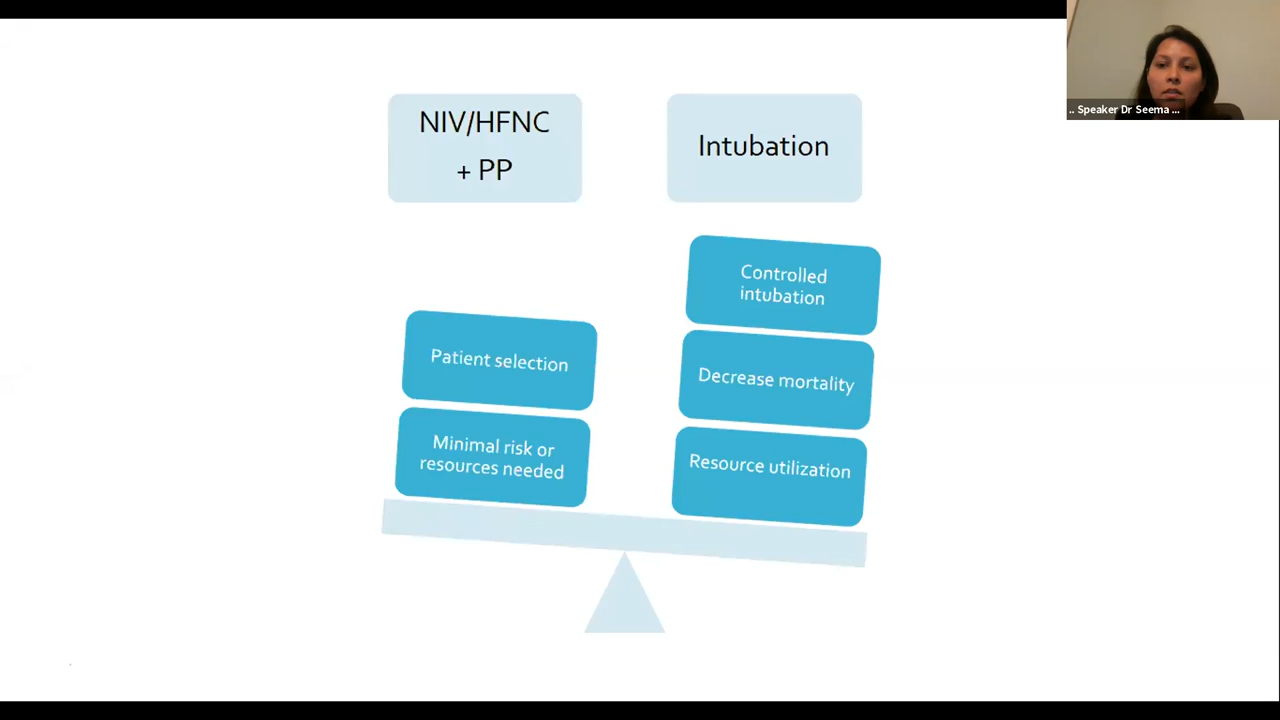 .. Speaker Dr Seema ...
NIV/HFNC
+ PP
Intubation
Controlled
intubation
Patient selection
Decrease mortality
Minimal risk or
resources needed
Resource utilization